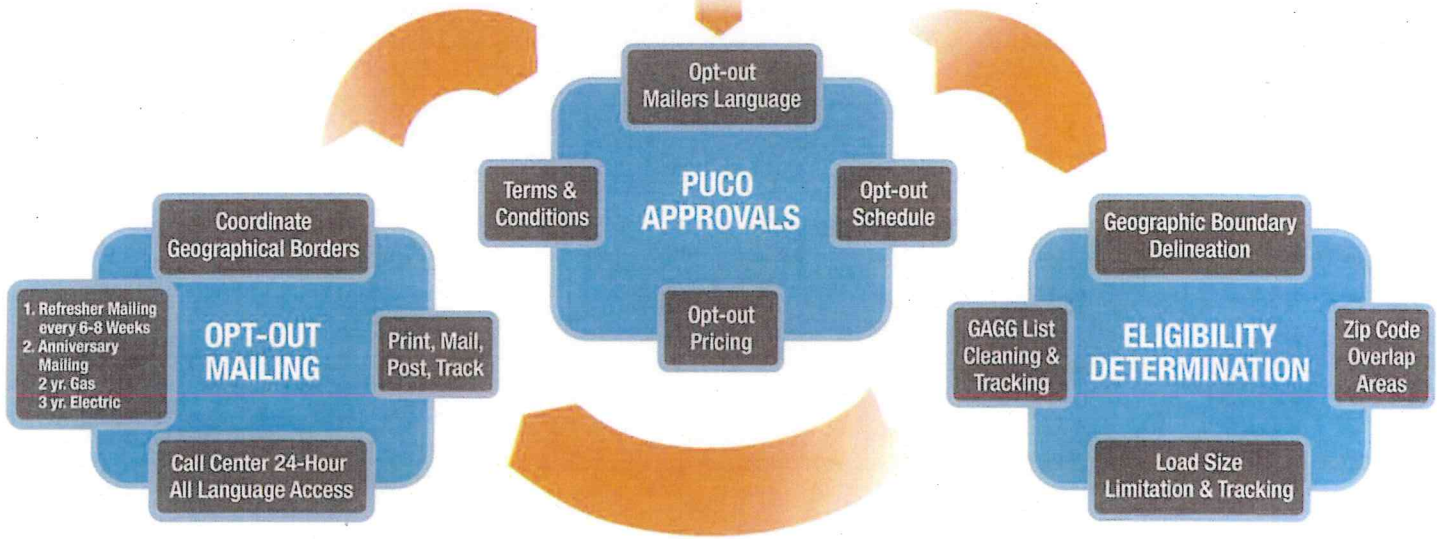 Opt-out
Mailers Language
Terms &
Conditions
PUCO
APPROVALS
Opt-out
Schedule
Opt-out
Pricing
Coordinate
Geographical Borders
1. Refresher Mailing
every 6-8 Weeks
2. Anniversary
Mailing
2 yr. Gas
3 yr. Electric
OPT-OUT
MAILING
Print, Mail,
Post, Track
Call Center 24-Hour
All Language Access
Geographic Boundary
Delineation
GAGG List
Cleaning &
Tracking
ELIGIBILITY
DETERMINATION
Zip Code
Overlap
Areas
Load Size
Limitation & Tracking